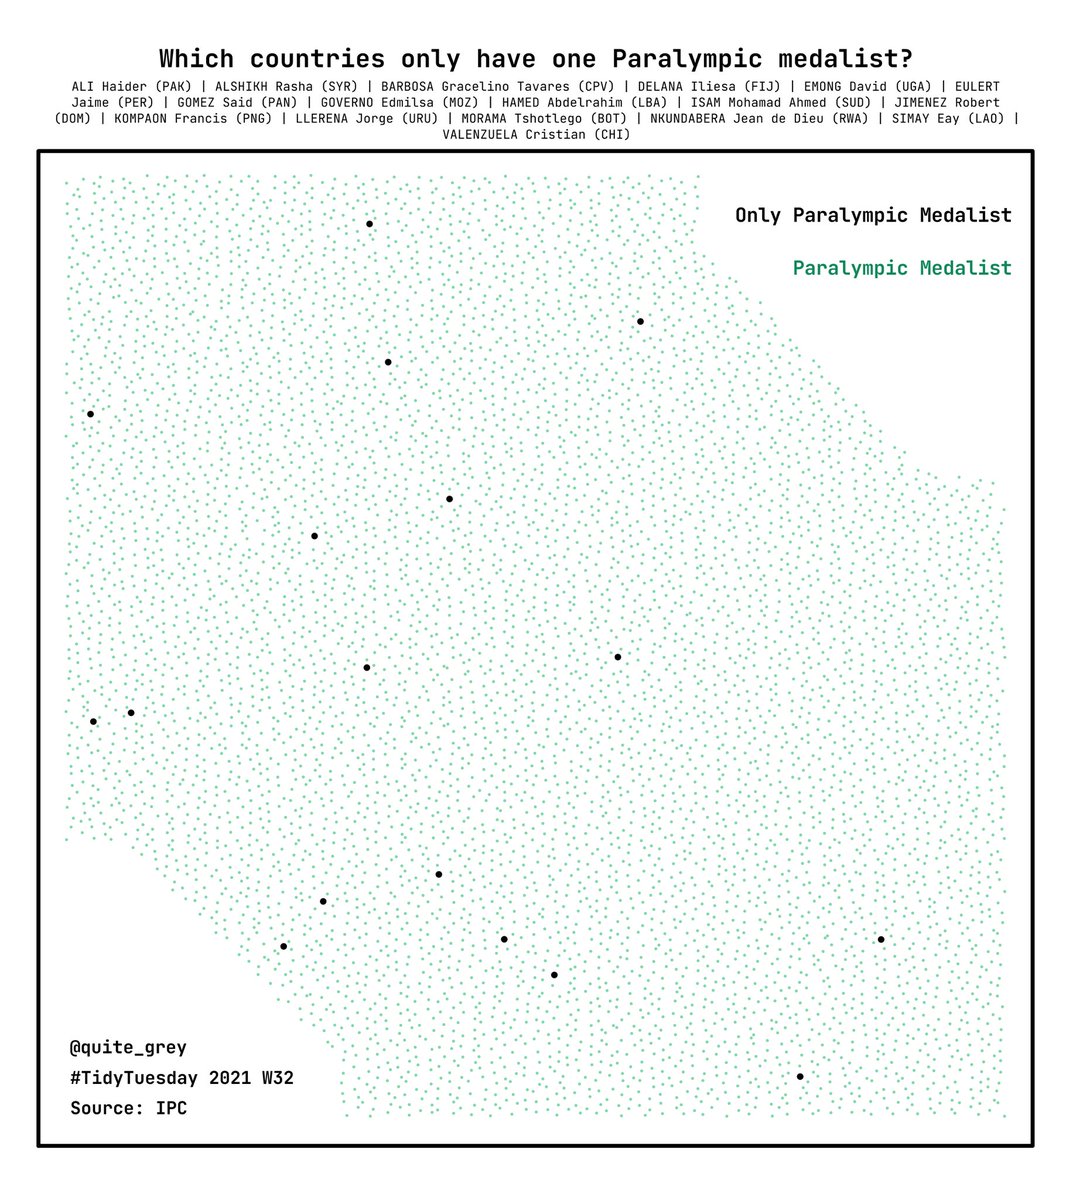 Which countries only have one Paralympic medalist?
ALI Haider (PAK) | ALSHIKH Rasha (SYR) | BARBOSA Gracelino Tavares (CPV) | DELANA Iliesa (FIJ) | EMONG David (UGA) | EULERT
Jaime (PER) | GOMEZ Said (PAN) | GOVERNO Edmilsa (MOZ) | HAMED Abdelrahim (LBA) | ISAM Mohamad Ahmed (SUD) | JIMENEZ Robert
(DOM) | KOMPAON Francis (PNG) | LLERENA Jorge (URU) | MORAMA Tshotlego (BOT) | NKUNDABERA Jean de Dieu (RWA) | SIMAY Eay (LAO) |
VALENZUELA Cristian (CHI)
Only Paralympic Medalist
Paralympic Medalist
@quite_grey
#TidyTuesday 2021 W32
Source: IPC